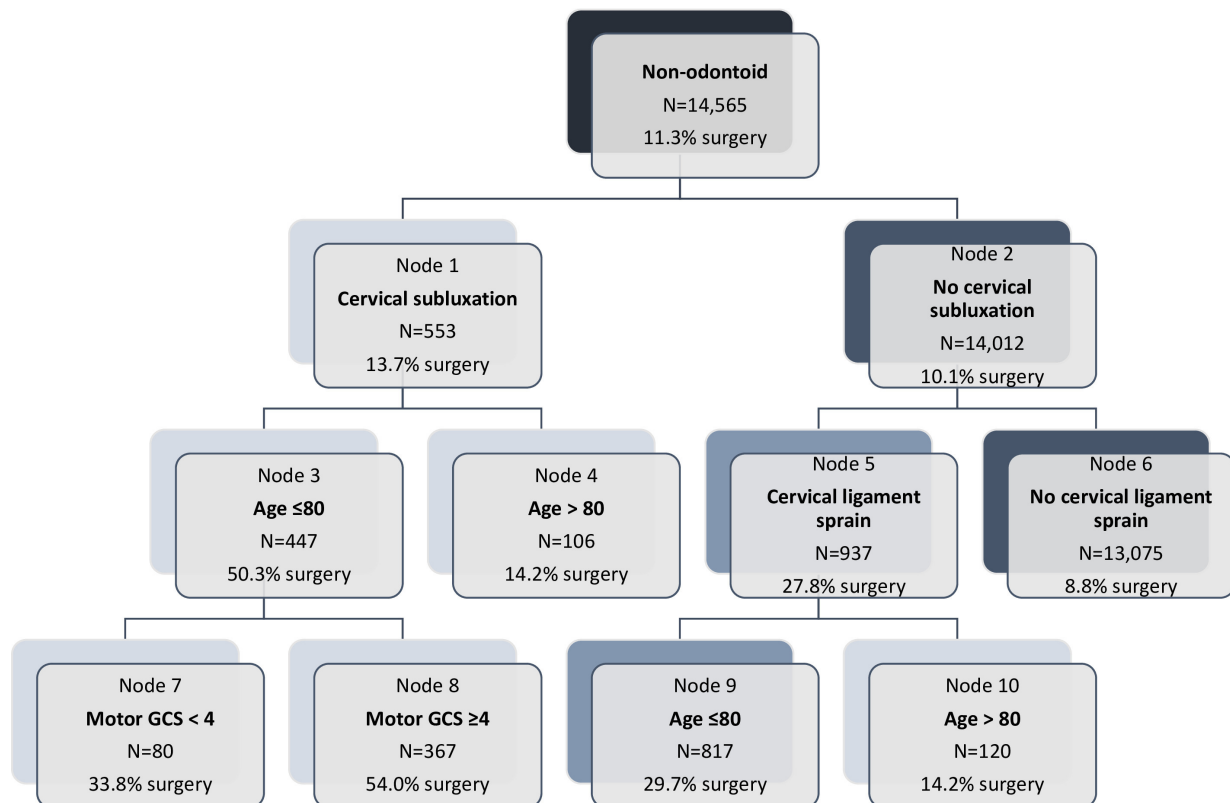 Non-odontoid
N=14,565
11.3% surgery
Node 1
Cervical subluxation
N=553
13.7% surgery
Node 2
No cervical
subluxation
N=14,012
10.1% surgery
Node 3
Age ≤80
N=447
50.3% surgery
Node 4
Age > 80
N=106
14.2% surgery
Node 5
Cervical ligament
sprain
N=937
27.8% surgery
Node 6
No cervical ligament
sprain
N=13,075
8.8% surgery
Node 7
Motor GCS < 4
N=80
33.8% surgery
Node 8
Motor GCS ≥4
N=367
54.0% surgery
Node 9
Age ≤80
N=817
29.7% surgery
Node 10
Age > 80
N=120
14.2% surgery